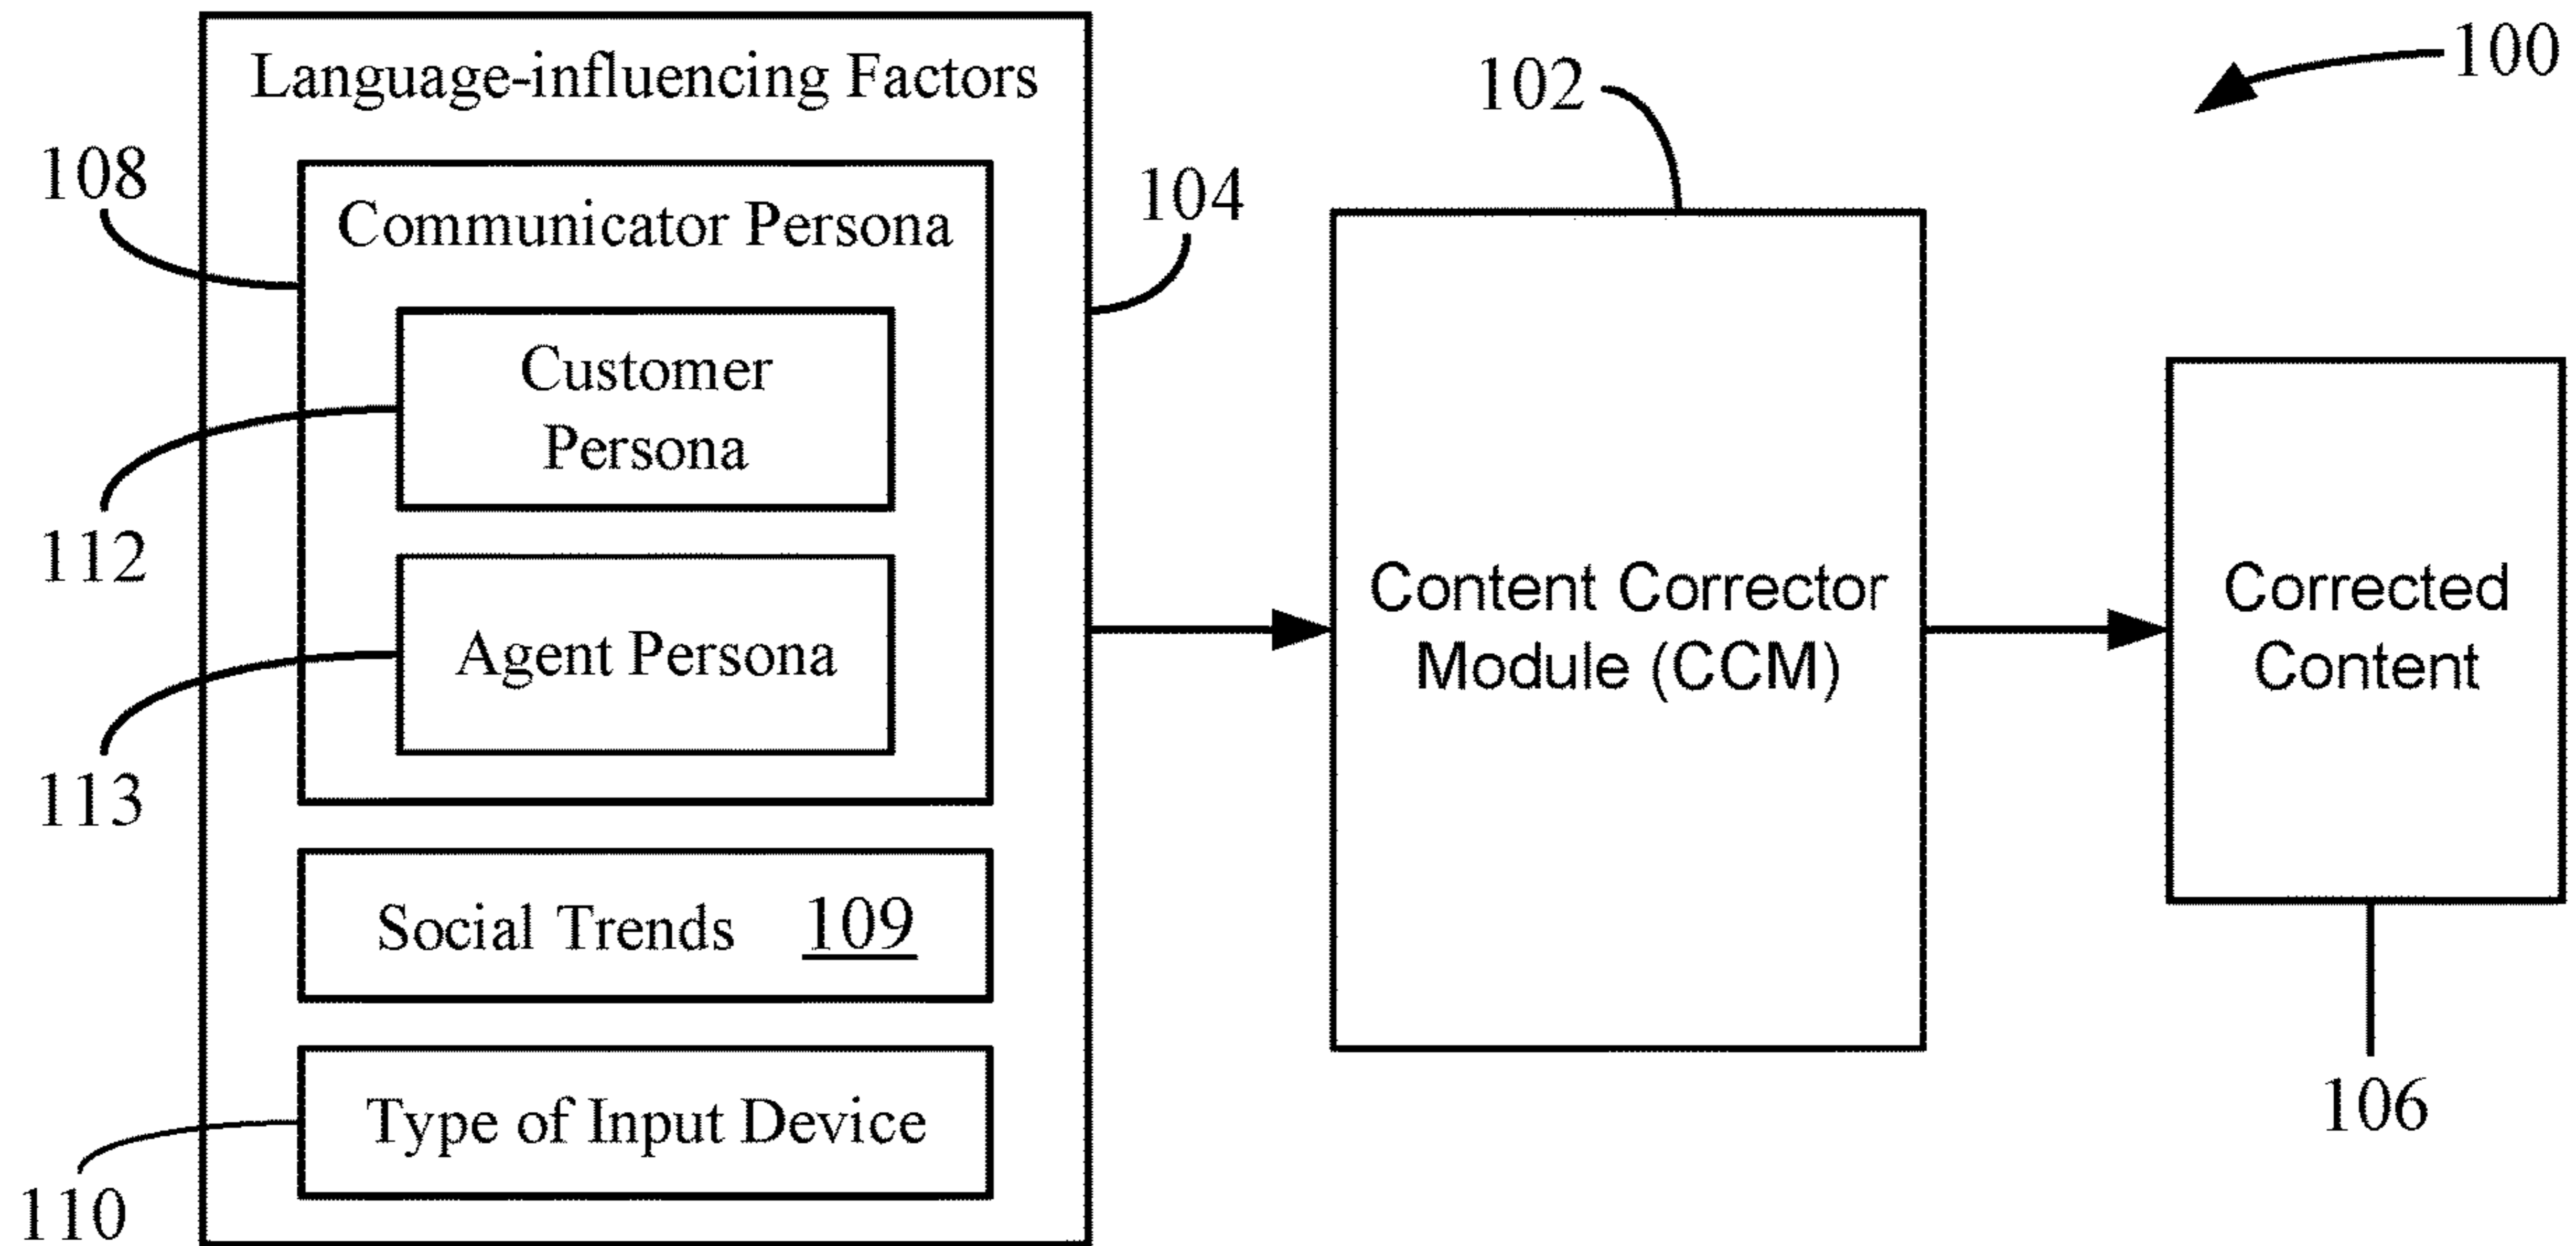 100
Language-influencing Factors
102
108
104
Communicator Persona
Customer
Persona
112
Content Corrector
Module (CCM)
Corrected
Content
Agent Persona
113
Social Trends 109
Type of Input Device
106
110